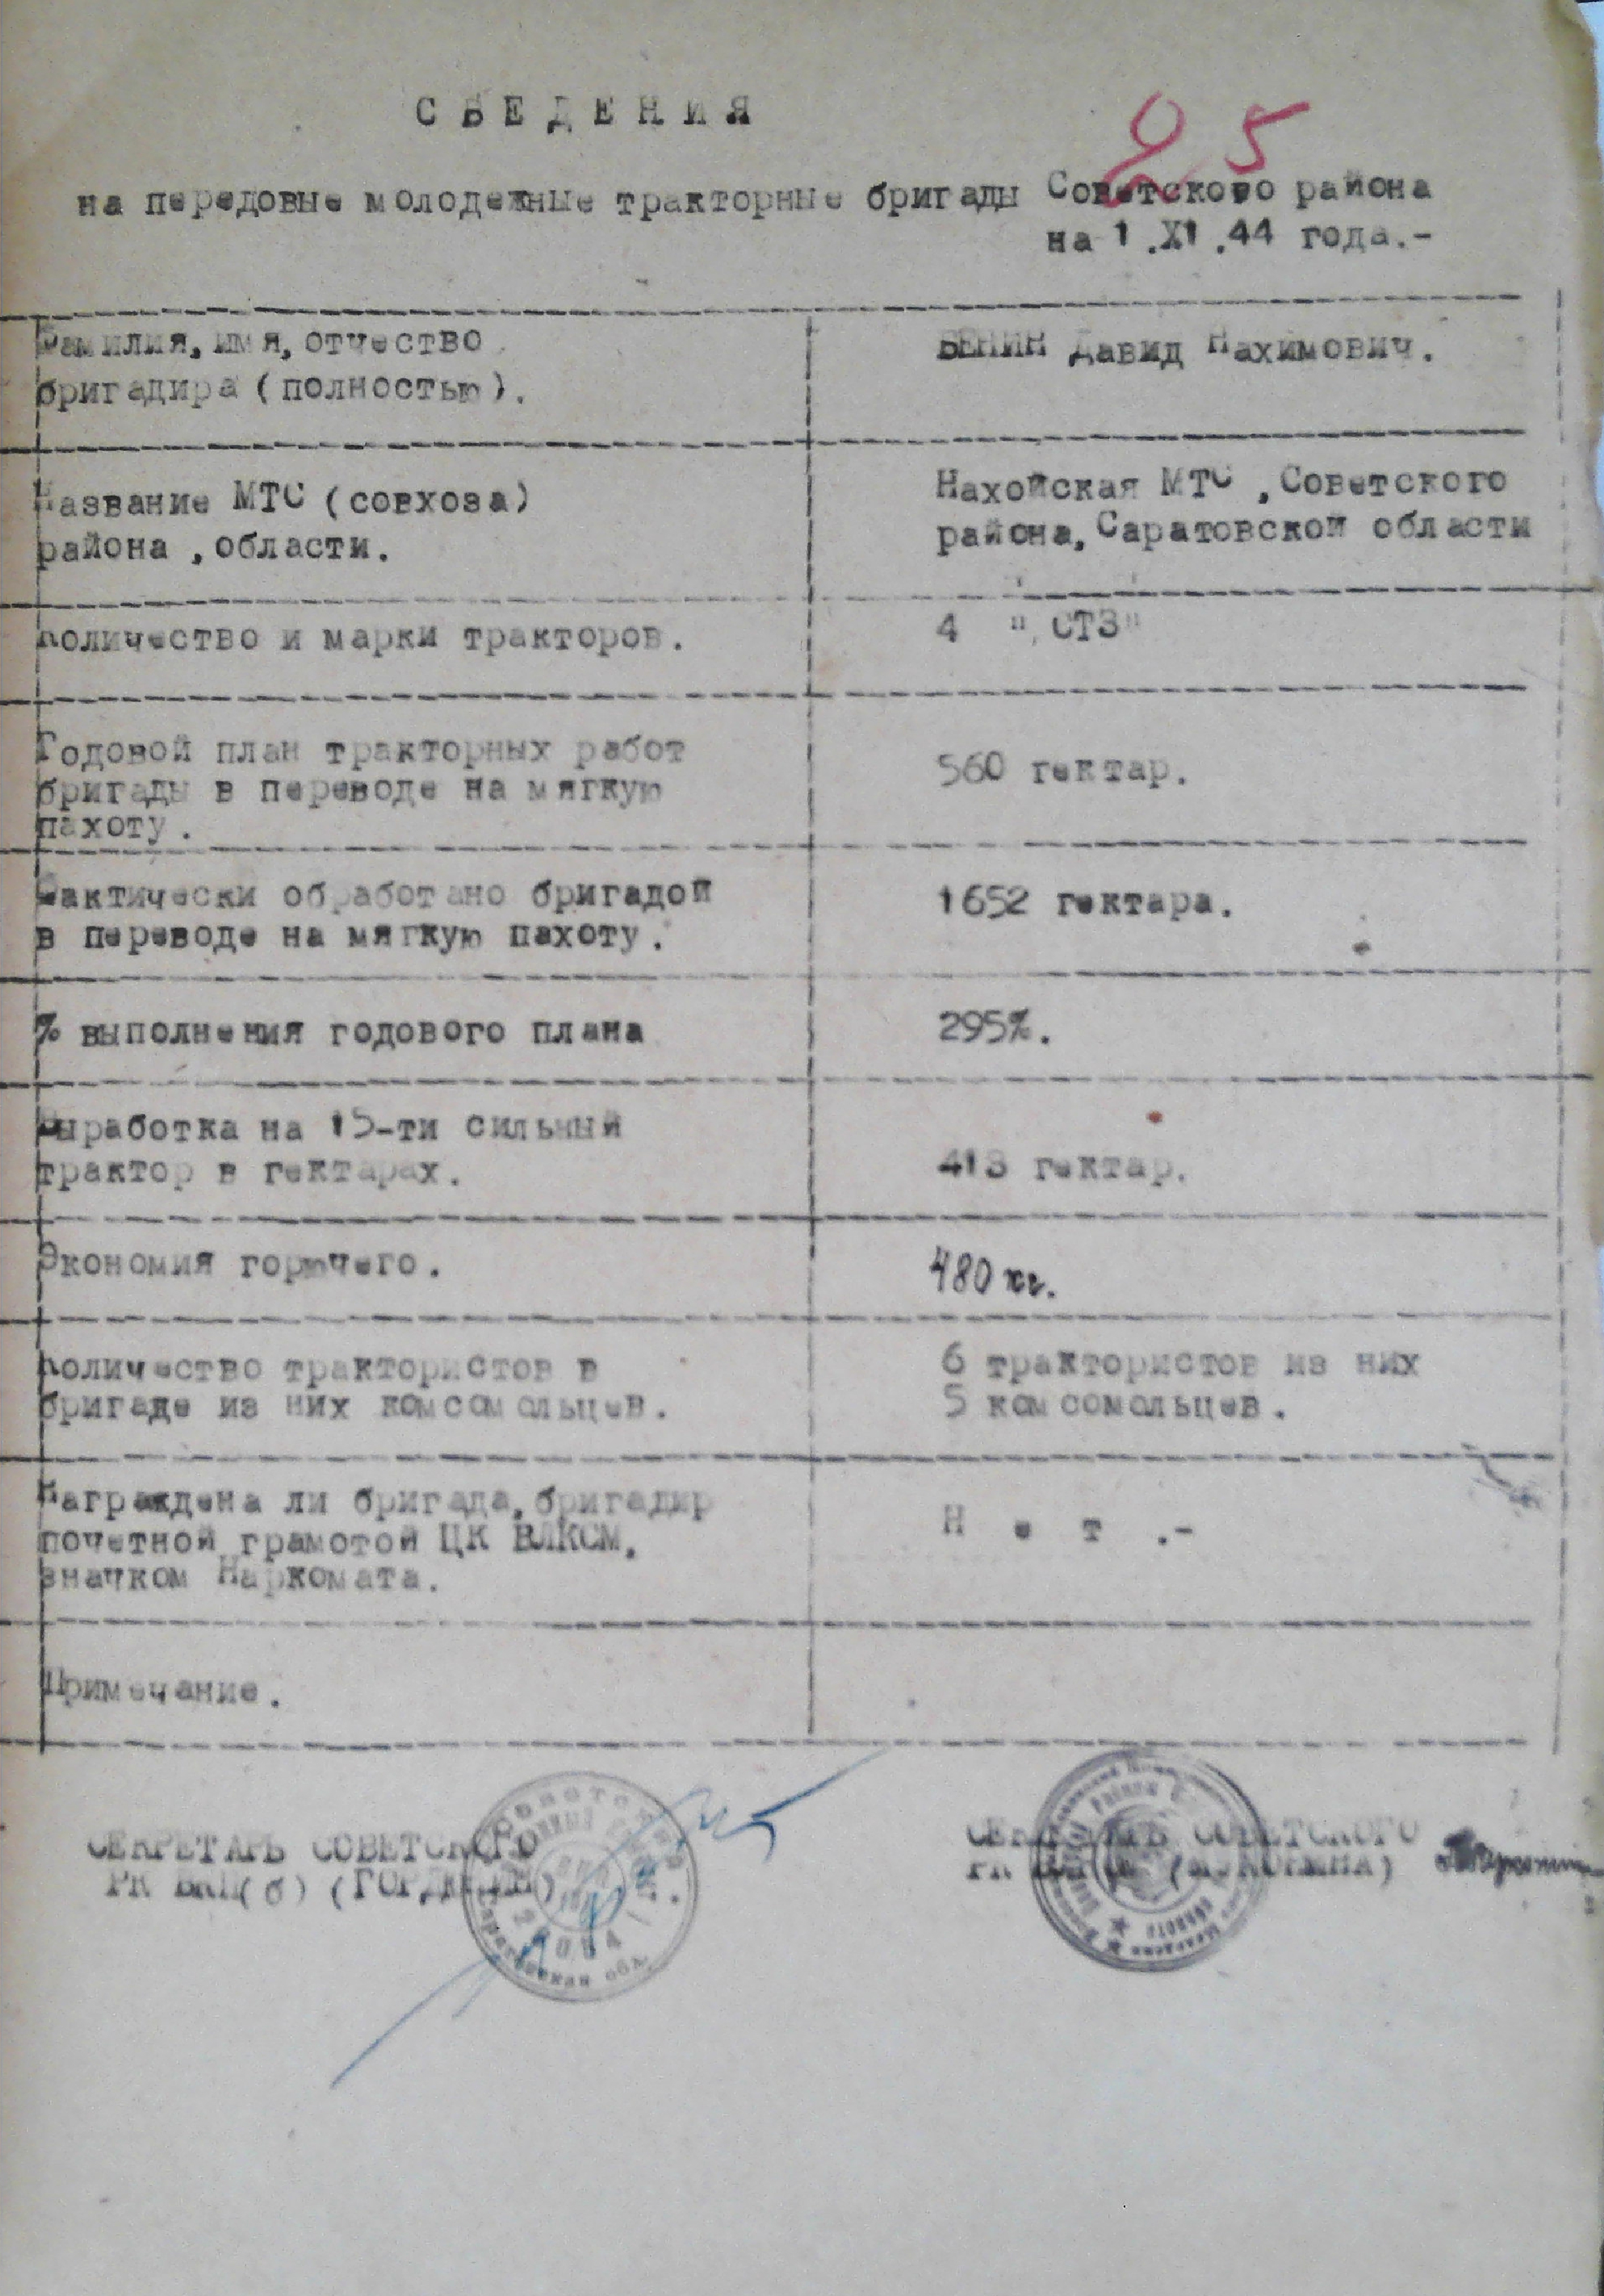 СВЕДЕНИЯ
25
на передовые молодежные тракторные бригады Советского района
на 1.XI.44 года.-
Фамилия, имя, отчество
бригадира (полностью).
БЕНИН Давид Нахимович.
Название МТС (совхоза)
района, области.
Нахойская МТС, Советского
района, Саратовской области
Количество и марки тракторов.
4 "СТЗ"
Годовой план тракторных работ
бригады в переводе на мягкую
пахоту.
560 гектар.
Фактически обработано бригадой
в переводе на мягкую пахоту.
1652 гектара.
% выполнения годового плана
295%.
Выработка на 15-ти сильный
трактор в гектарах.
413 гектар.
Экономия горючего.
480 кг.
Количество трактористов в
бригаде из них комсомольцев.
6 трактористов из них
5 комсомольцев.
Награждена ли бригада, бригадир
почетной грамотой ЦК ВЛКСМ,
значком Наркомата.
Н е т .-
Примечание.
СЕКРЕТАРЬ СОВЕТСКОГО
РК ВКП(б)
СЕКРЕТАРЬ СОВЕТСКОГО
РК